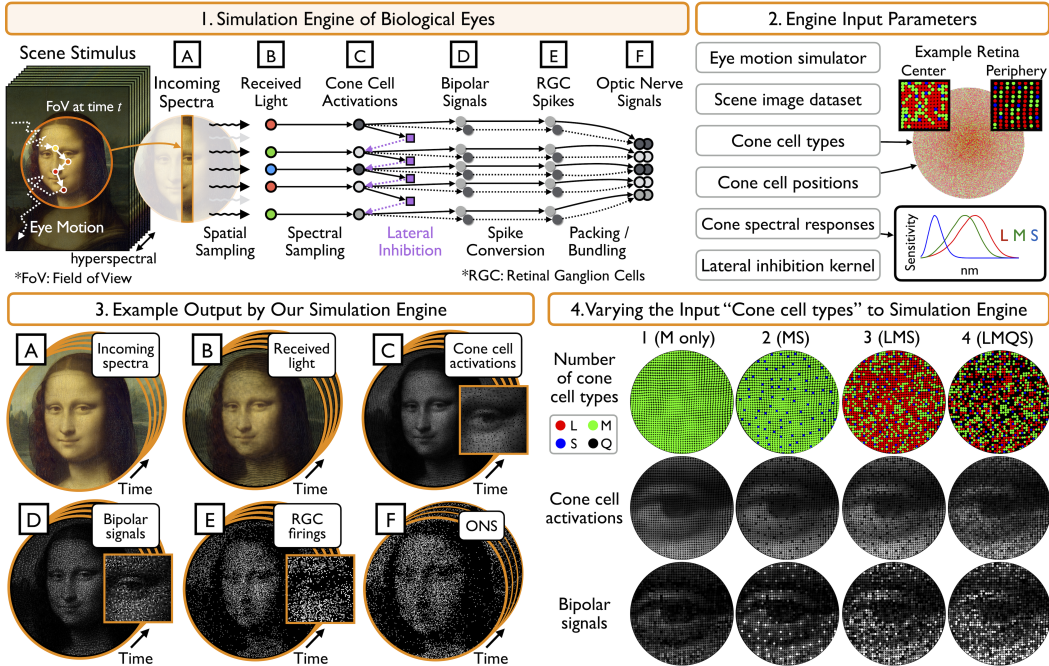 1. Simulation Engine of Biological Eyes
Scene Stimulus
FoV at time t
Eye Motion
hyperspectral
*FoV: Field of View
A
Incoming
Spectra
B
Received
Light
C
Cone Cell
Activations
D
Bipolar
Signals
E
RGC
Spikes
F
Optic Nerve
Signals
Spatial
Sampling
Spectral
Sampling
Lateral
Inhibition
Spike
Conversion
Packing /
Bundling
*RGC: Retinal Ganglion Cells
2. Engine Input Parameters
Eye motion simulator
Scene image dataset
Cone cell types
Cone cell positions
Cone spectral responses
Lateral inhibition kernel
Example Retina
Center
Periphery
Sensitivity
L M S
nm
3. Example Output by Our Simulation Engine
A
Incoming
spectra
Time
B
Received
light
Time
C
Cone cell
activations
Time
D
Bipolar
signals
Time
E
RGC
firings
Time
F
ONS
Time
4. Varying the Input “Cone cell types” to Simulation Engine
1 (M only)
2 (MS)
3 (LMS)
4 (LMQS)
Number
of cone
cell types
L M
S Q
Cone cell
activations
Bipolar
signals